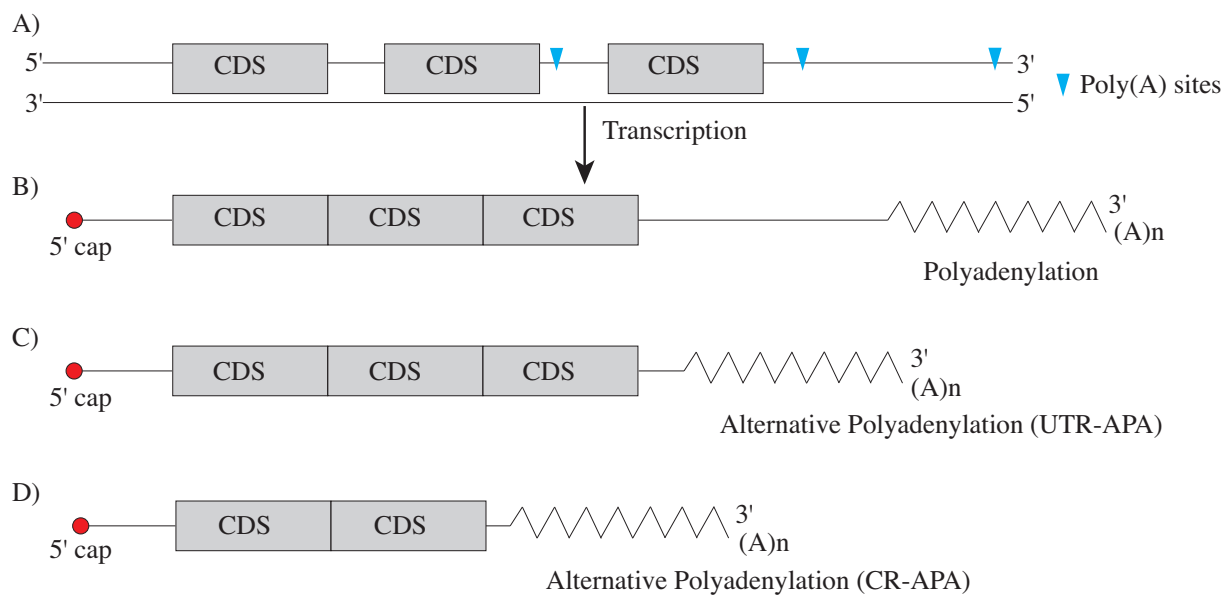 A)
5' CDS CDS CDS 3'
Poly(A) sites
3' 5'
Transcription
B)
CDS CDS CDS 3'
5' cap (A)n
Polyadenylation
C)
CDS CDS CDS 3'
5' cap (A)n
Alternative Polyadenylation (UTR-APA)
D)
CDS CDS 3'
5' cap (A)n
Alternative Polyadenylation (CR-APA)